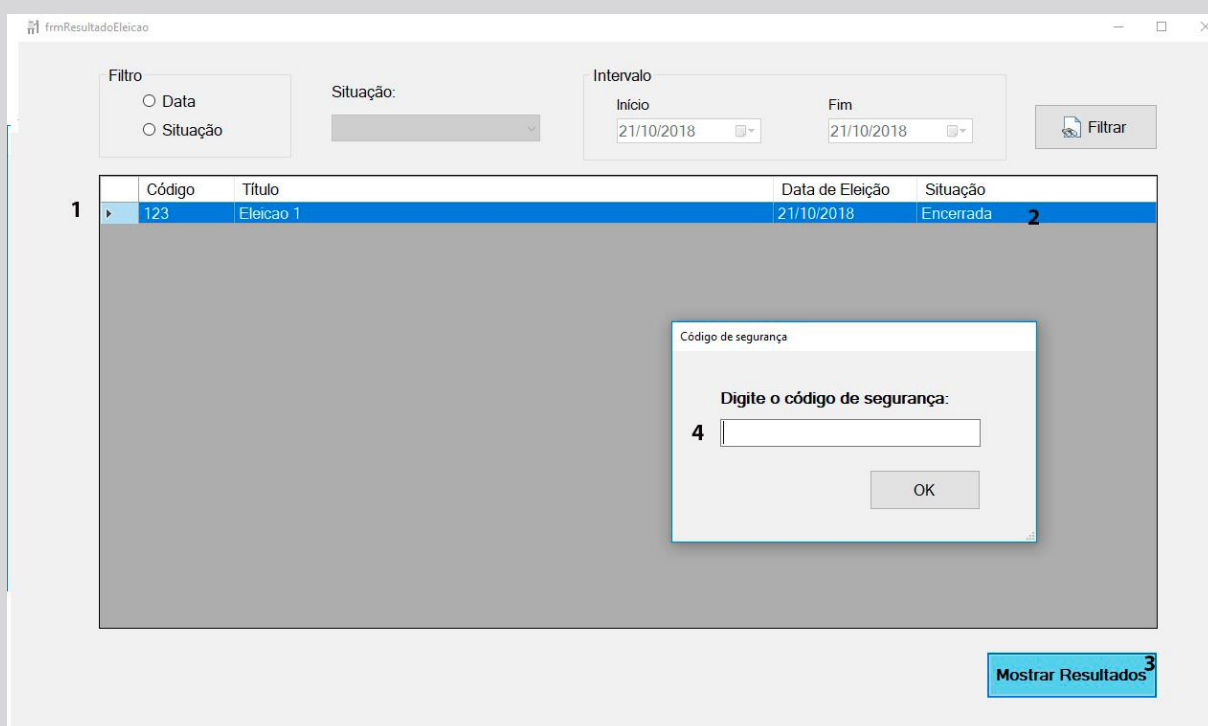 frmResultadoEleicao
Filtro
Data
Situação
Situação:
Intervalo
Início Fim
21/10/2018 21/10/2018
Filtrar
Código Título Data de Eleição Situação
1 123 Eleicao 1 21/10/2018 Encerrada 2
Código de segurança
Digite o código de segurança:
4
OK
Mostrar Resultados 3